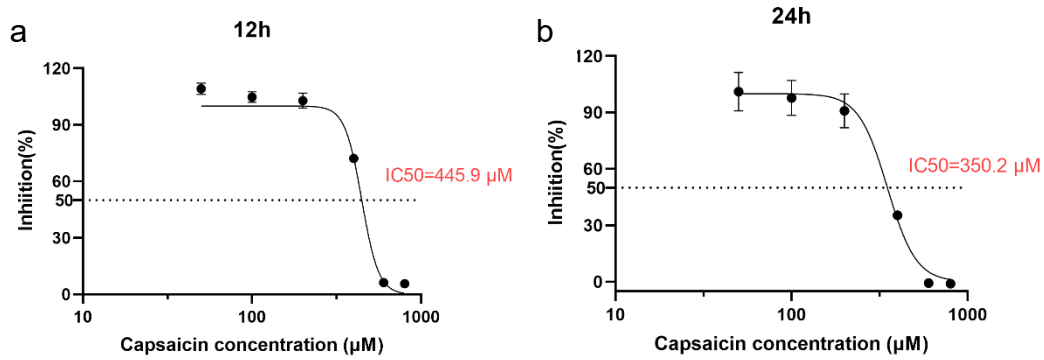 a
12h
Inhiition(%)
120
90
60
50
30
0
IC50=445.9 µM
10
100
1000
Capsaicin concentration (µM)
b
24h
Inhiition(%)
120
90
60
50
30
0
IC50=350.2 µM
10
100
1000
Capsaicin concentration (µM)